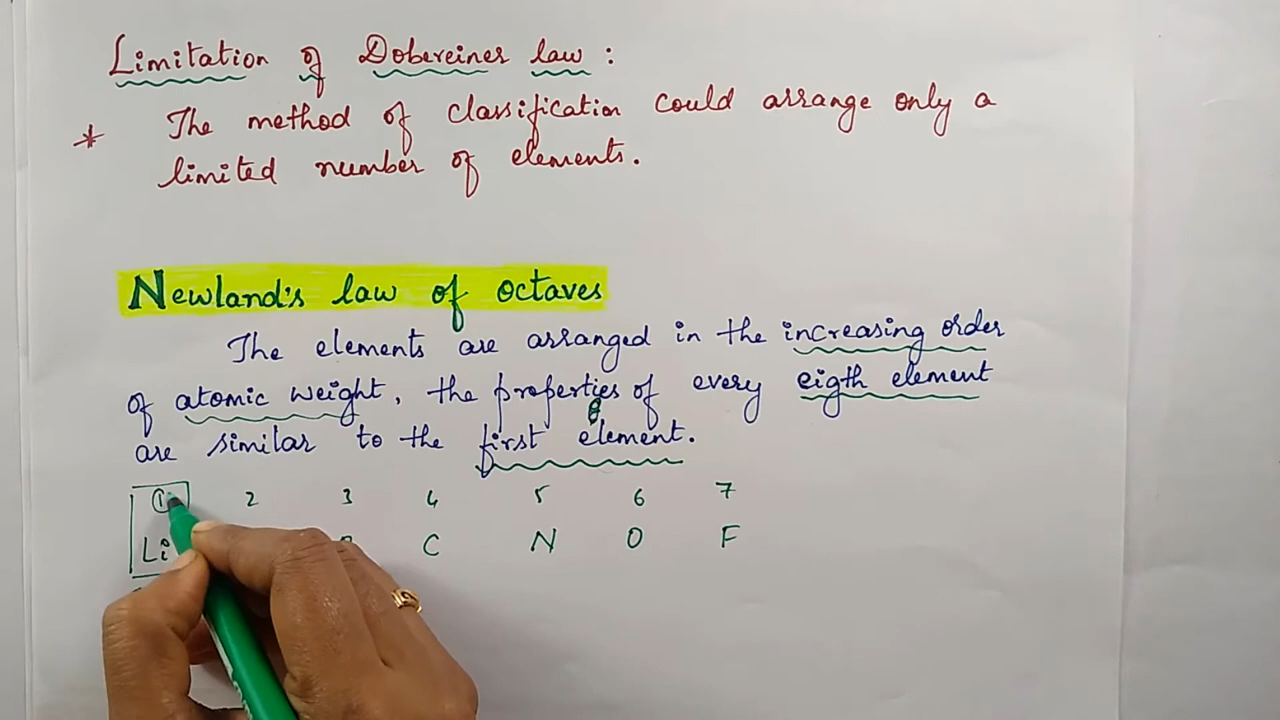 Limitation of Dobereiner law :
* The method of classification could arrange only a
limited number of elements.
Newland's law of octaves
The elements are arranged in the increasing order
of atomic weight, the properties of every eigth element
are similar to the first element.
1 2 3 4 5 6 7
Li C N O F